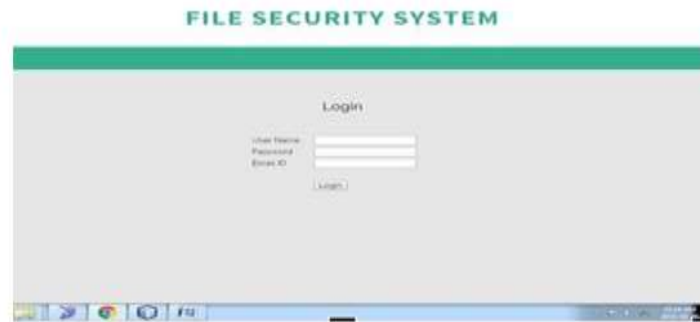 FILE SECURITY SYSTEM
Login
User Name
Password
Email ID
Login